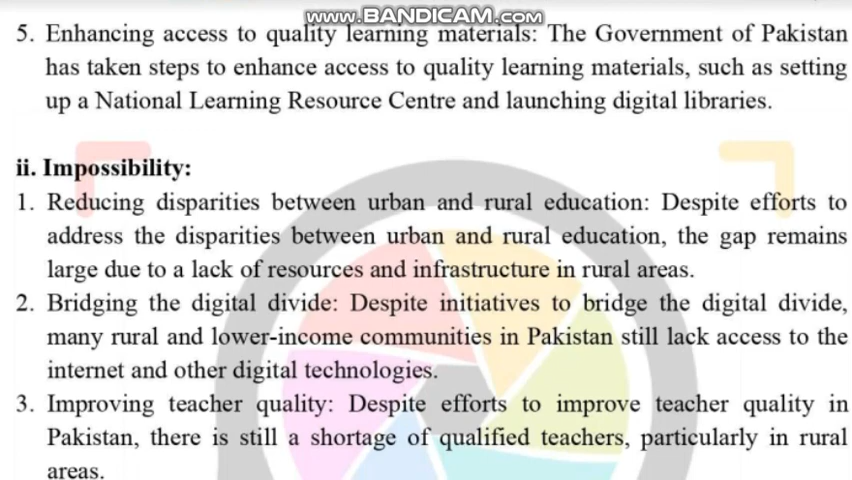 www.BANDICAM.com
5. Enhancing access to quality learning materials: The Government of Pakistan
has taken steps to enhance access to quality learning materials, such as setting
up a National Learning Resource Centre and launching digital libraries.
ii. Impossibility:
1. Reducing disparities between urban and rural education: Despite efforts to
address the disparities between urban and rural education, the gap remains
large due to a lack of resources and infrastructure in rural areas.
2. Bridging the digital divide: Despite initiatives to bridge the digital divide,
many rural and lower-income communities in Pakistan still lack access to the
internet and other digital technologies.
3. Improving teacher quality: Despite efforts to improve teacher quality in
Pakistan, there is still a shortage of qualified teachers, particularly in rural
areas.